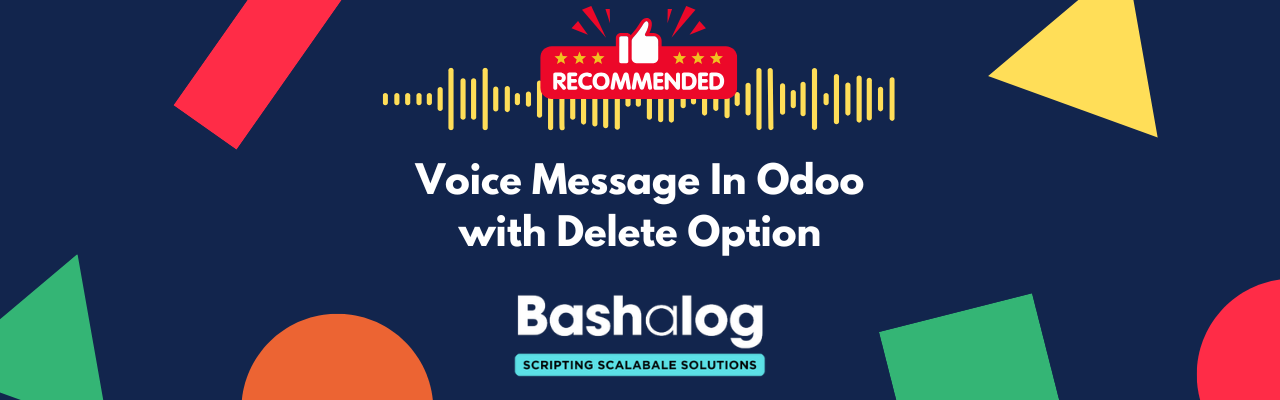 RECOMMENDED
Voice Message In Odoo
with Delete Option
Bashalog
SCRIPTING SCALABALE SOLUTIONS